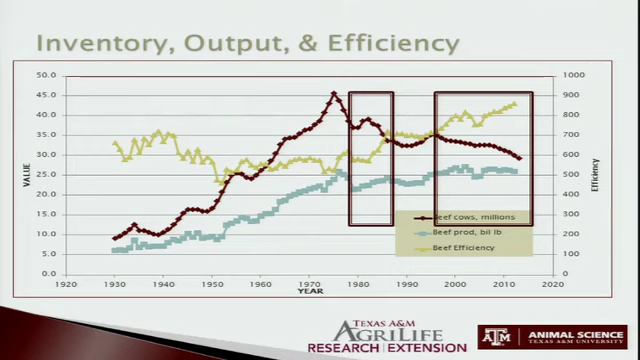 Inventory, Output, & Efficiency
50.0
45.0
40.0
35.0
30.0
25.0
20.0
15.0
10.0
5.0
0.0
VALUE
1000
900
800
700
600
500
400
300
200
100
0
Efficiency
1920
1930
1940
1950
1960
1970
1980
1990
2000
2010
2020
YEAR
Beef cows, millions
Beef prod, bil lb
Beef Efficiency
TEXAS A&M
AGRILIFE
RESEARCH | EXTENSION
A|M
ANIMAL SCIENCE
TEXAS A&M UNIVERSITY